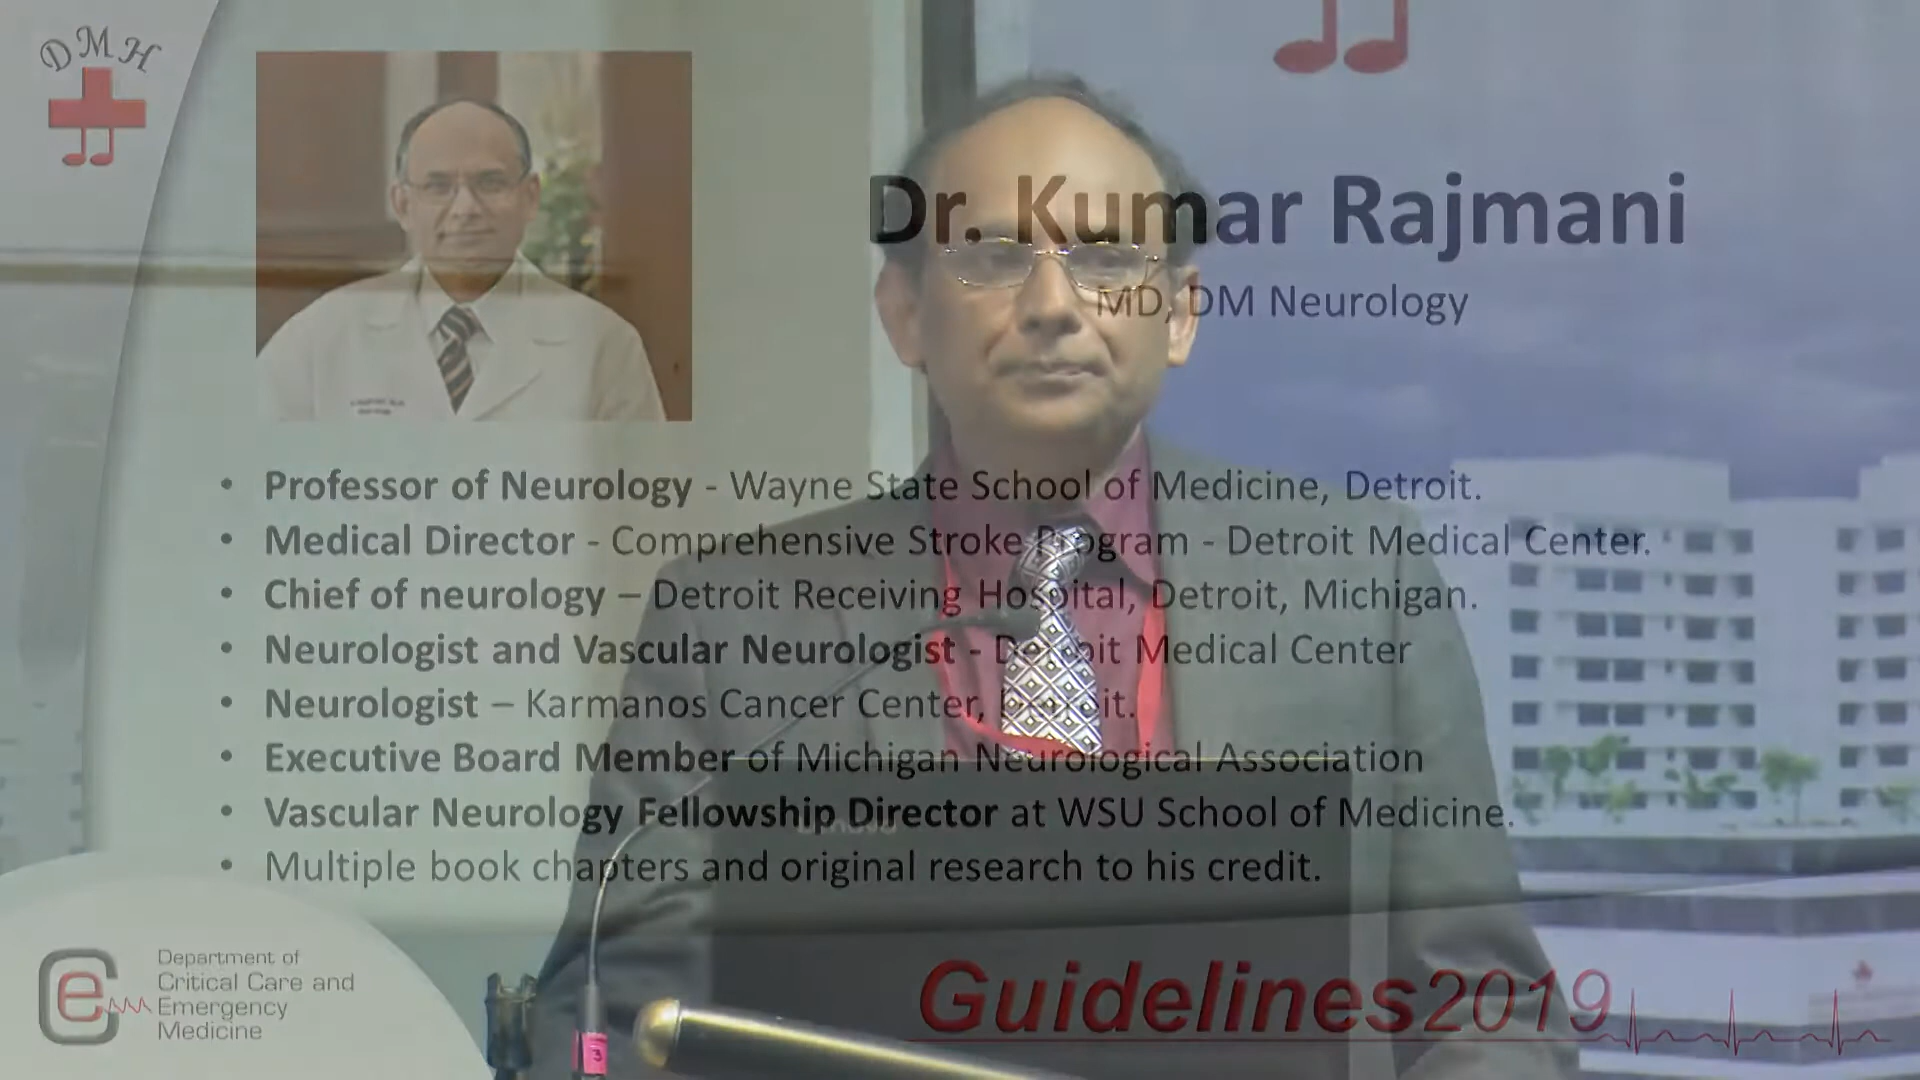 DMH
Dr. Kumar Rajmani
MD, DM Neurology
• Professor of Neurology - Wayne State School of Medicine, Detroit.
• Medical Director - Comprehensive Stroke Program - Detroit Medical Center.
• Chief of neurology – Detroit Receiving Hospital, Detroit, Michigan.
• Neurologist and Vascular Neurologist - Detroit Medical Center
• Neurologist – Karmanos Cancer Center, Detroit.
• Executive Board Member of Michigan Neurological Association
• Vascular Neurology Fellowship Director at WSU School of Medicine.
• Multiple book chapters and original research to his credit.
lenovo
Department of
Critical Care and
Emergency
Medicine
Guidelines2019
3